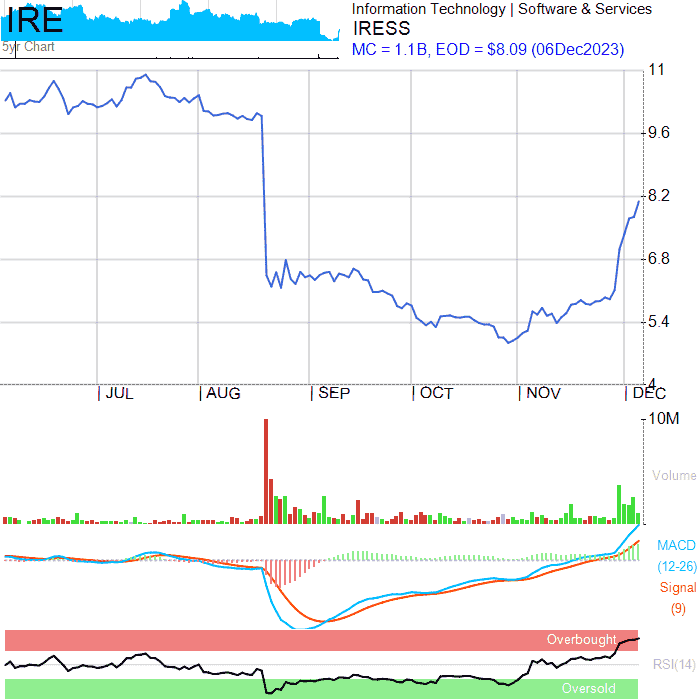 IRE
5yr Chart
Information Technology | Software & Services
IRESS
MC = 1.1B, EOD = $8.09 (06Dec2023)
11
9.6
8.2
6.8
5.4
4
JUL AUG SEP OCT NOV DEC
10M
Volume
MACD
(12-26)
Signal
(9)
Overbought
RSI(14)
Oversold